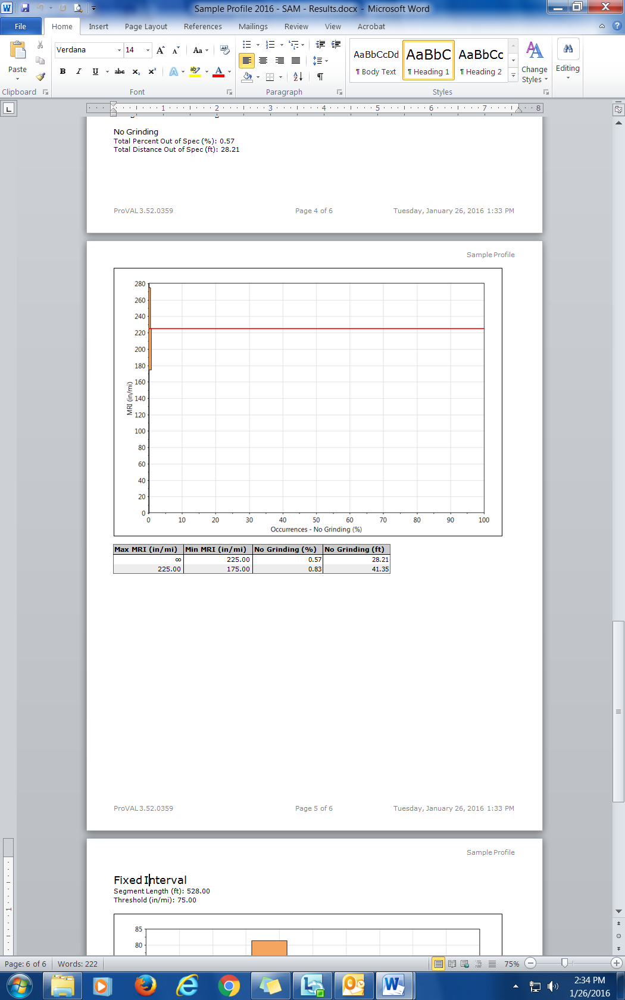 Sample Profile 2016 - SAM - Results.docx - Microsoft Word
File Home Insert Page Layout References Mailings Review View Acrobat
Verdana 14 Aa
Paste
B I U abc x₂ x² A ab A
AaBbCcDd AaBbC AaBbCc
¶ Body Text ¶ Heading 1 ¶ Heading 2
Change Styles
Editing
Clipboard Font Paragraph Styles
1 2 3 4 5 6 7 8
No Grinding
Total Percent Out of Spec (%): 0.57
Total Distance Out of Spec (ft): 28.21
ProVAL 3.52.0359 Page 4 of 6 Tuesday, January 26, 2016 1:33 PM
Sample Profile
280
260
240
220
200
180
160
140
120
100
80
60
40
20
0
MRI (in/mi)
0 10 20 30 40 50 60 70 80 90 100
Occurrences - No Grinding (%)
Max MRI (in/mi) Min MRI (in/mi) No Grinding (%) No Grinding (ft)
∞ 225.00 0.57 28.21
225.00 175.00 0.83 41.35
ProVAL 3.52.0359 Page 5 of 6 Tuesday, January 26, 2016 1:33 PM
Sample Profile
Fixed Interval
Segment Length (ft): 528.00
Threshold (in/mi): 75.00
85
80
1
Page: 6 of 6 Words: 222 75%
2:34 PM
1/26/2016